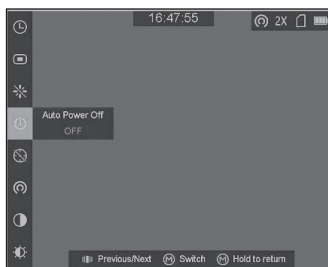 16:47:55
2X
Auto Power Off
OFF
Previous/Next M Switch M Hold to return